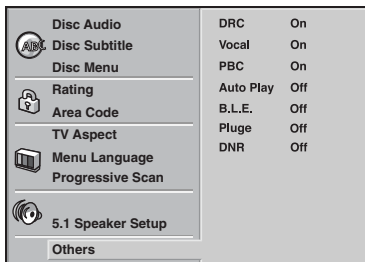 Disc Audio
Disc Subtitle
Disc Menu
Rating
Area Code
TV Aspect
Menu Language
Progressive Scan
5.1 Speaker Setup
Others
DRC On
Vocal On
PBC On
Auto Play Off
B.L.E. Off
Pluge Off
DNR Off
ABC
A